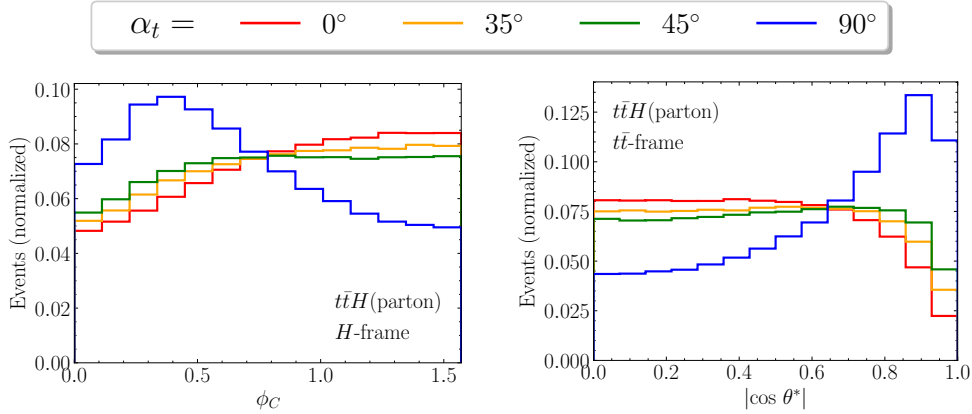 α_t = 0° 35° 45° 90°
Events (normalized)
0.10
0.08
0.06
0.04
0.02
0.00
tt̄H(parton)
H-frame
0.0 0.5 1.0 1.5
ϕ_C
Events (normalized)
0.125
0.100
0.075
0.050
0.025
0.000
tt̄H(parton)
tt̄-frame
0.0 0.2 0.4 0.6 0.8 1.0
|cos θ*|